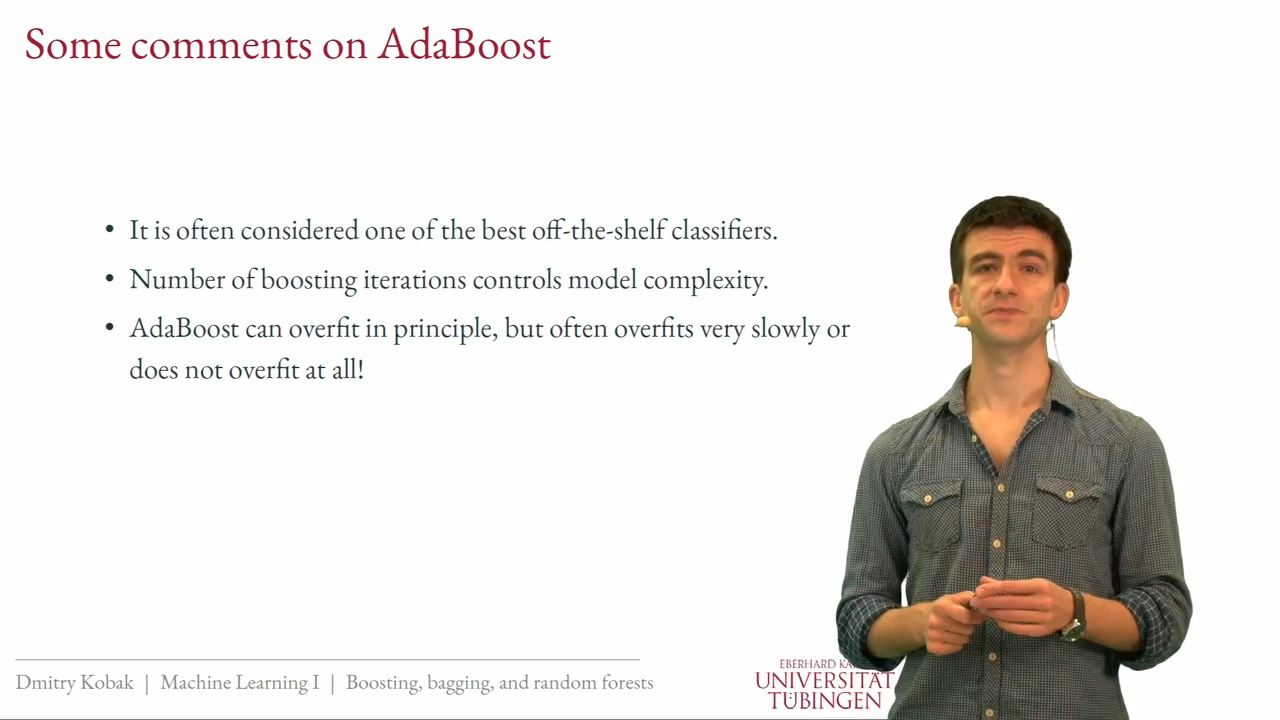 Some comments on AdaBoost
• It is often considered one of the best off-the-shelf classifiers.
• Number of boosting iterations controls model complexity.
• AdaBoost can overfit in principle, but often overfits very slowly or
does not overfit at all!
Dmitry Kobak | Machine Learning I | Boosting, bagging, and random forests
EBERHARD
UNIVERSITÄT
TÜBINGEN